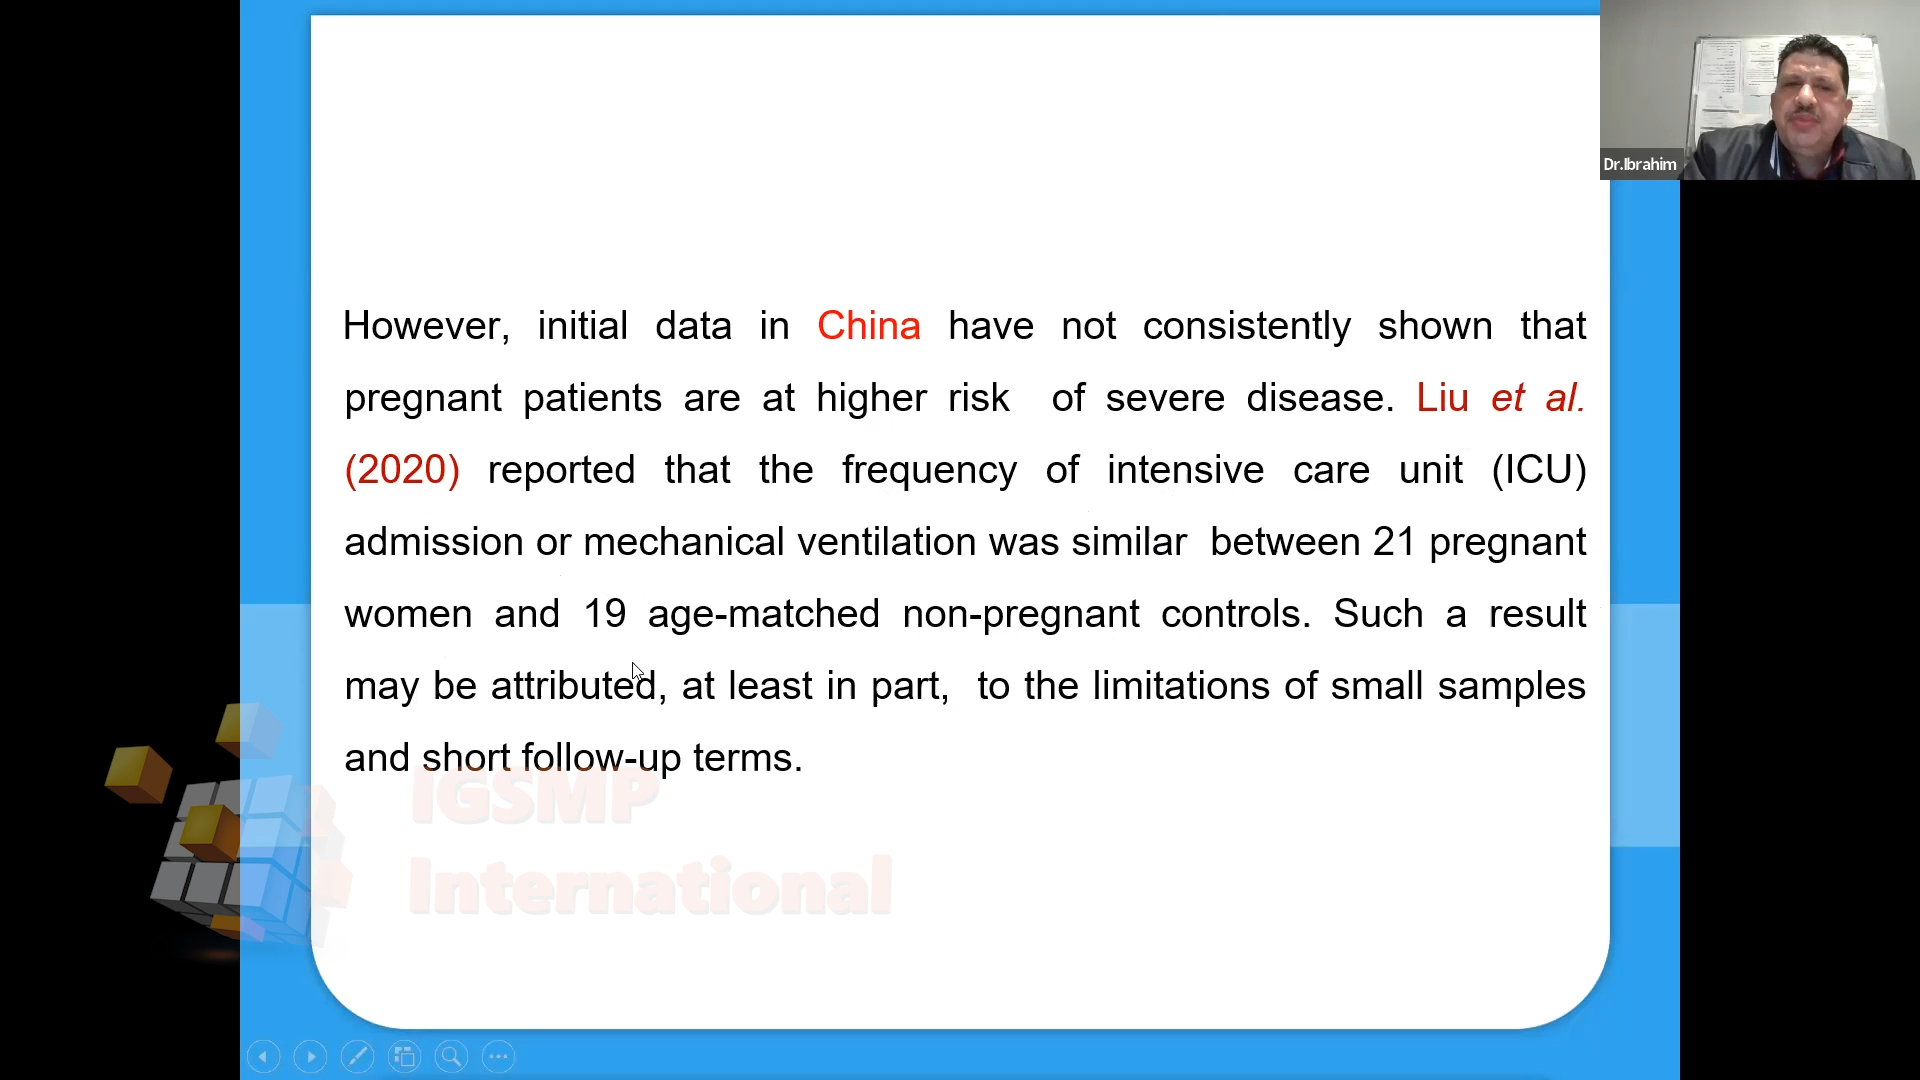 Dr.Ibrahim
However, initial data in China have not consistently shown that
pregnant patients are at higher risk of severe disease. Liu et al.
(2020) reported that the frequency of intensive care unit (ICU)
admission or mechanical ventilation was similar between 21 pregnant
women and 19 age-matched non-pregnant controls. Such a result
may be attributed, at least in part, to the limitations of small samples
and short follow-up terms.
IGSMP
International